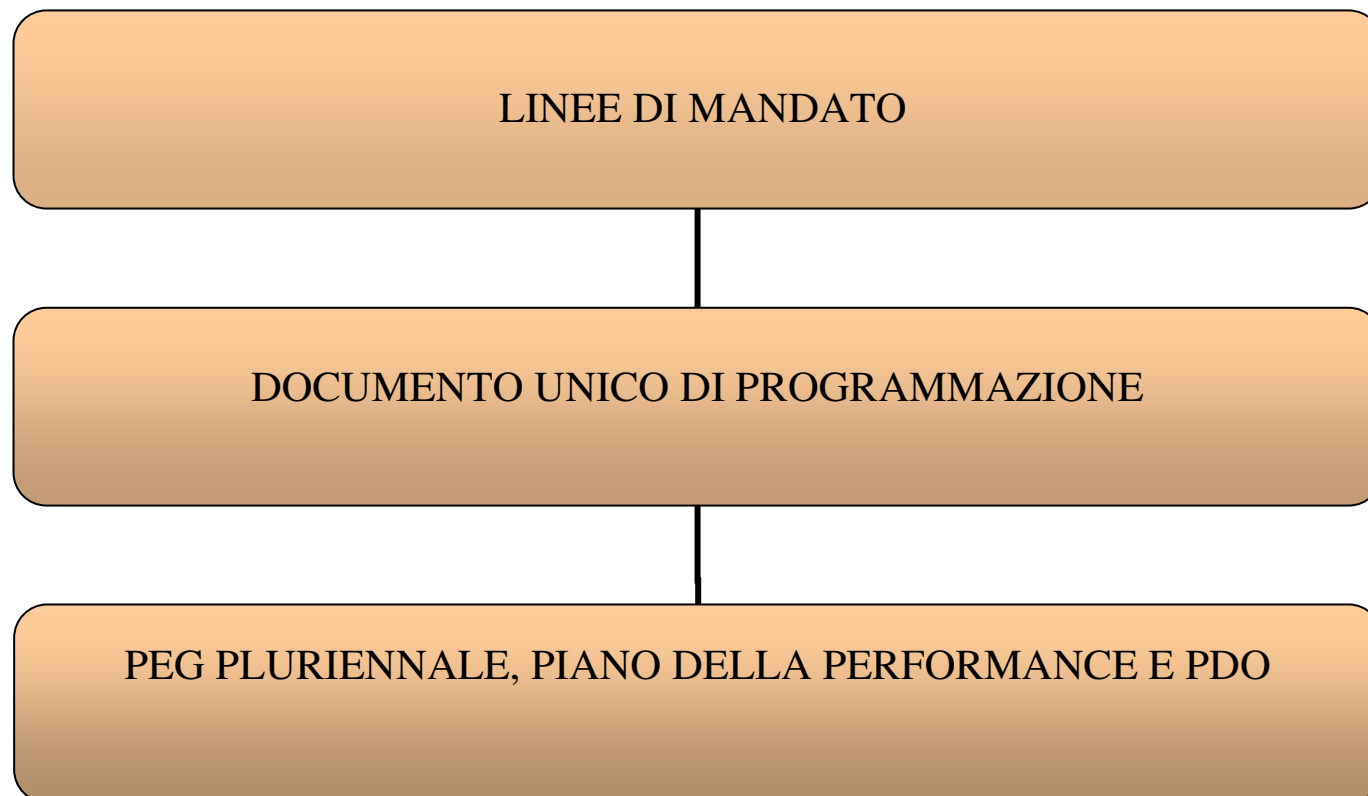 LINEE DI MANDATO
DOCUMENTO UNICO DI PROGRAMMAZIONE
PEG PLURIENNALE, PIANO DELLA PERFORMANCE E PDO